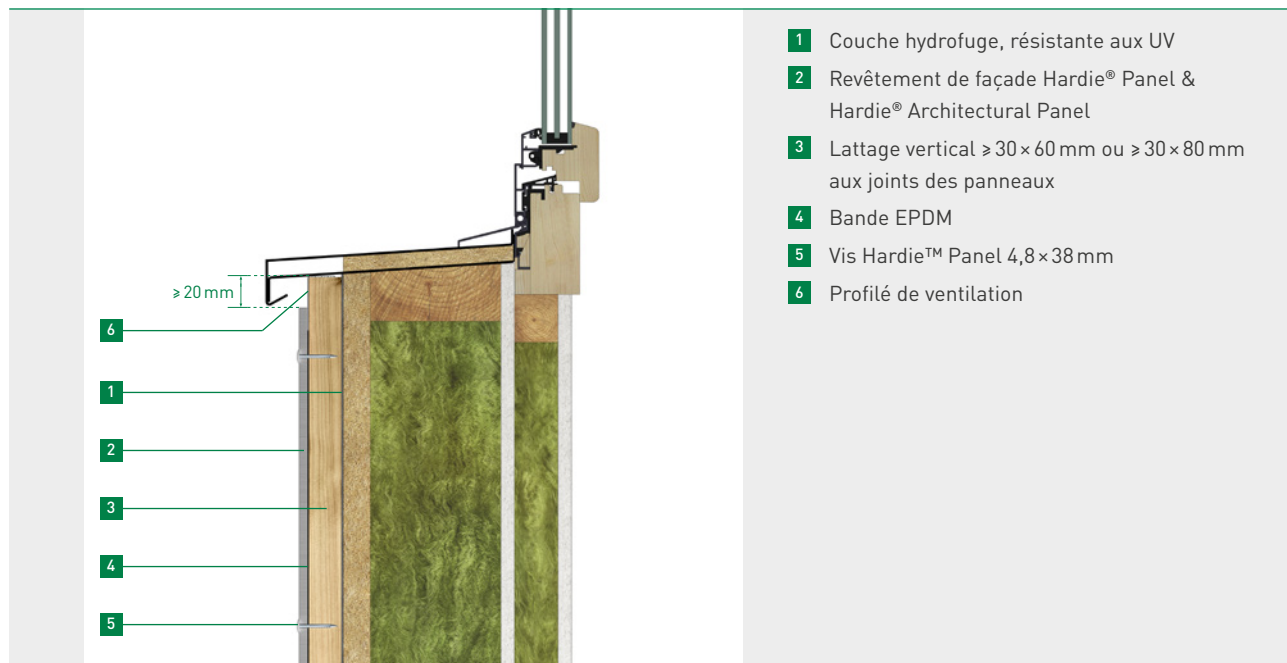 1 Couche hydrofuge, résistante aux UV
2 Revêtement de façade Hardie® Panel &
Hardie® Architectural Panel
3 Lattage vertical ⩾ 30 × 60 mm ou ⩾ 30 × 80 mm
aux joints des panneaux
4 Bande EPDM
5 Vis Hardie™ Panel 4,8 × 38 mm
6 Profilé de ventilation
⩾ 20 mm
6
1
2
3
4
5